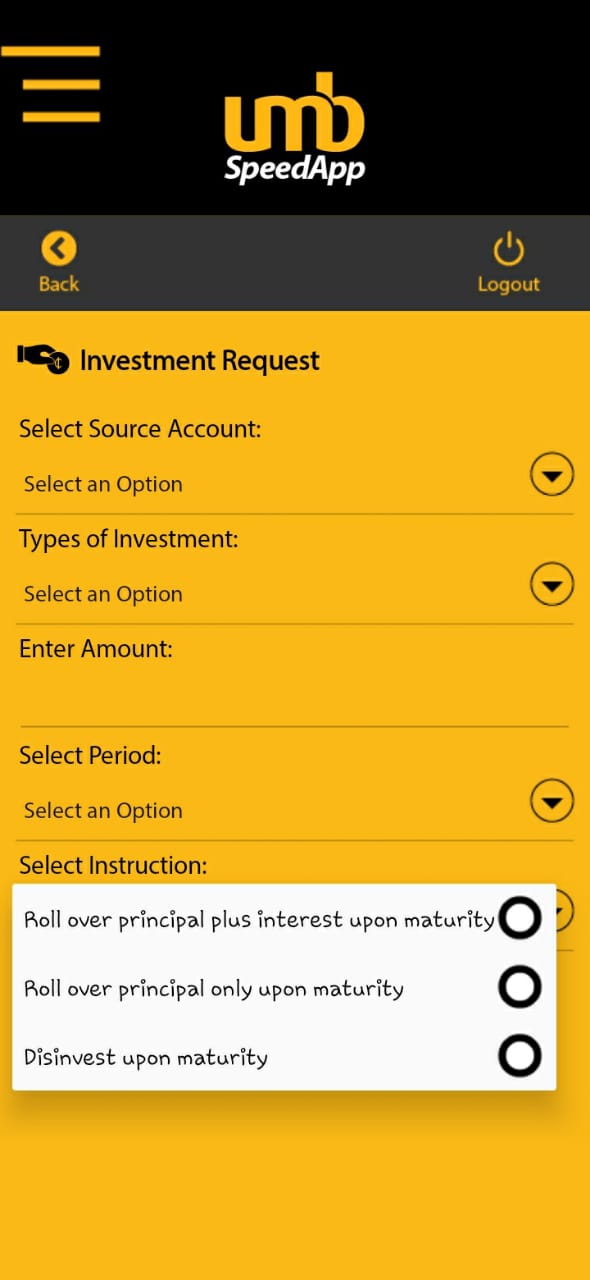 umb
SpeedApp
Back
Logout
Investment Request
Select Source Account:
Select an Option
Types of Investment:
Select an Option
Enter Amount:
Select Period:
Select an Option
Select Instruction:
Roll over principal plus interest upon maturity
Roll over principal only upon maturity
Disinvest upon maturity